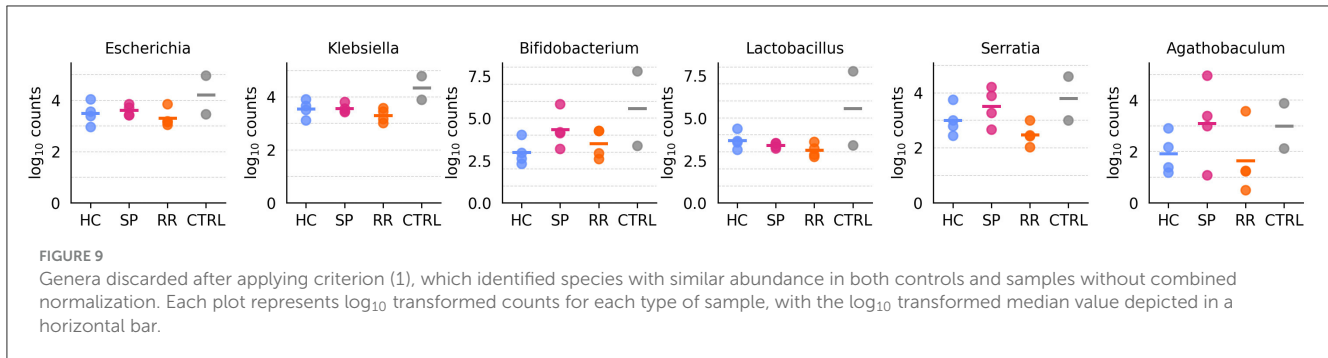 Escherichia
Klebsiella
Bifidobacterium
Lactobacillus
Serratia
Agathobaculum
log10 counts
4
2
0
HC SP RR CTRL
log10 counts
4
2
0
HC SP RR CTRL
log10 counts
7.5
5.0
2.5
0.0
HC SP RR CTRL
log10 counts
7.5
5.0
2.5
0.0
HC SP RR CTRL
log10 counts
4
2
0
HC SP RR CTRL
log10 counts
4
2
0
HC SP RR CTRL
FIGURE 9
Genera discarded after applying criterion (1), which identified species with similar abundance in both controls and samples without combined
normalization. Each plot represents log10 transformed counts for each type of sample, with the log10 transformed median value depicted in a
horizontal bar.